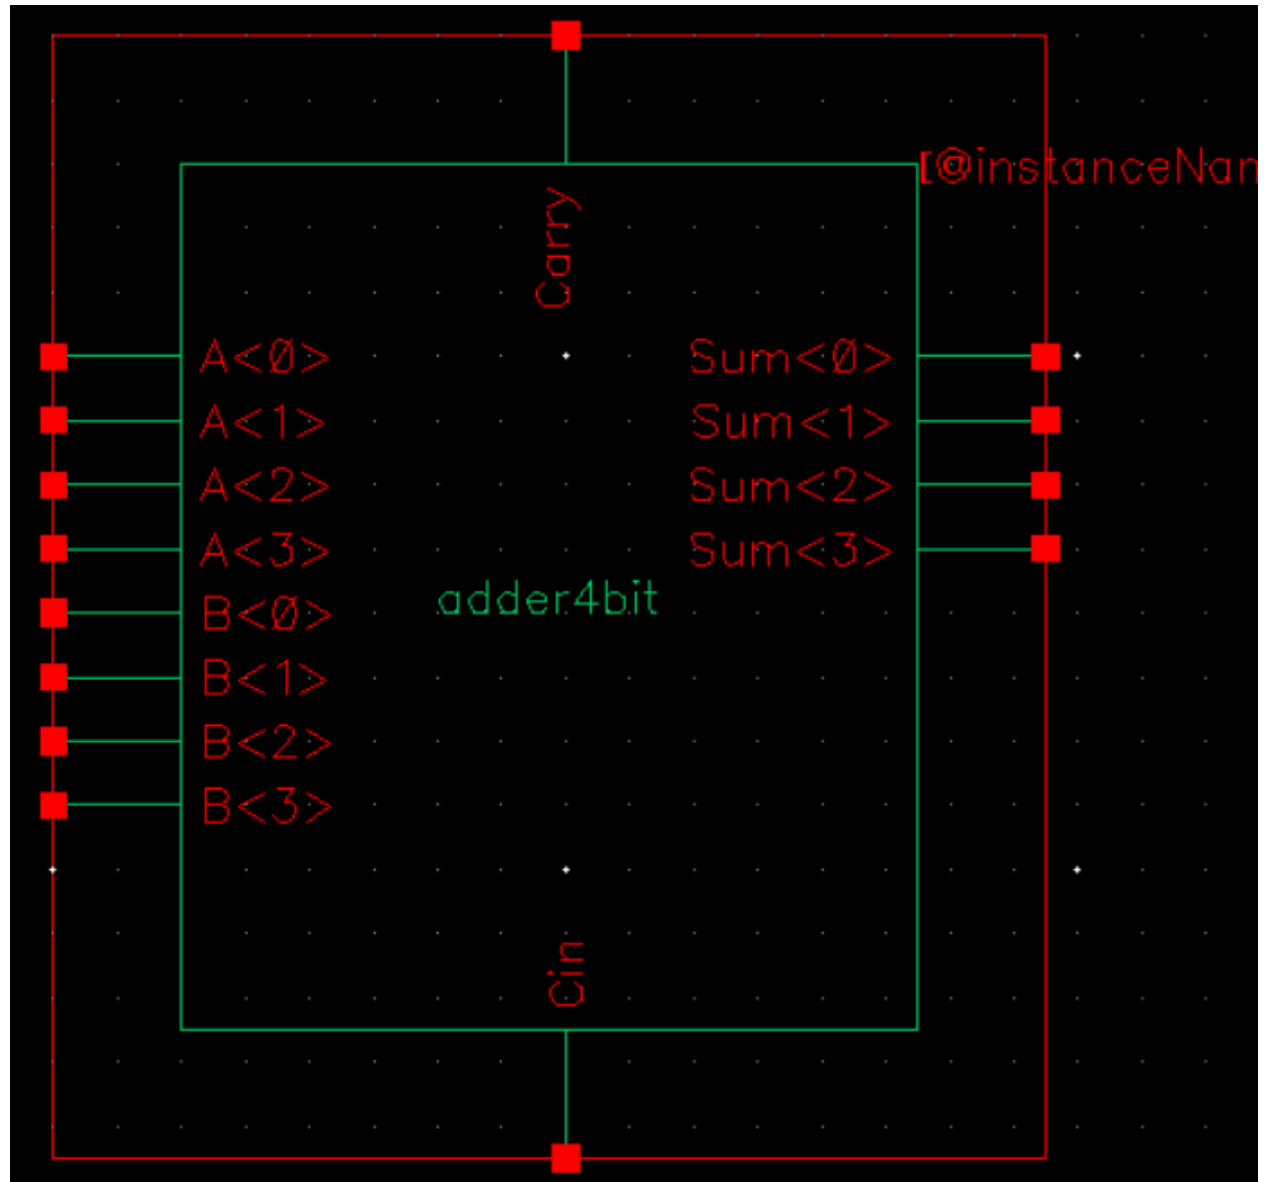 [@instanceNan
Carry
A<0>
Sum<0>
A<1>
Sum<1>
A<2>
Sum<2>
A<3>
Sum<3>
adder4bit
B<0>
B<1>
B<2>
B<3>
Cin